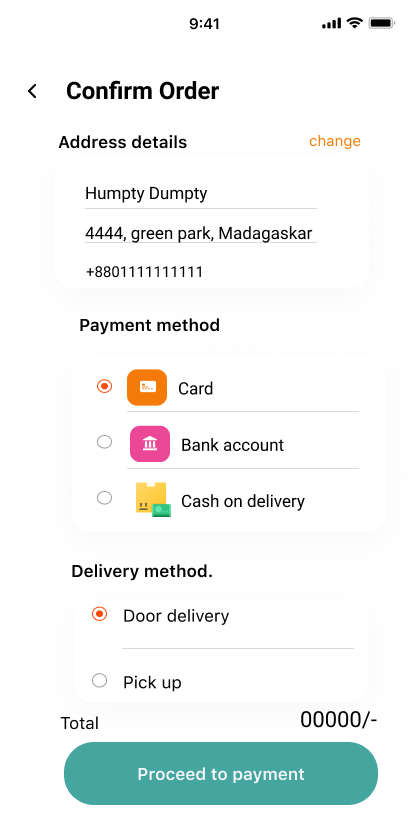 9:41
Confirm Order
Address details
change
Humpty Dumpty
4444, green park, Madagaskar
+8801111111111
Payment method
Card
Bank account
Cash on delivery
Delivery method.
Door delivery
Pick up
Total
00000/-
Proceed to payment